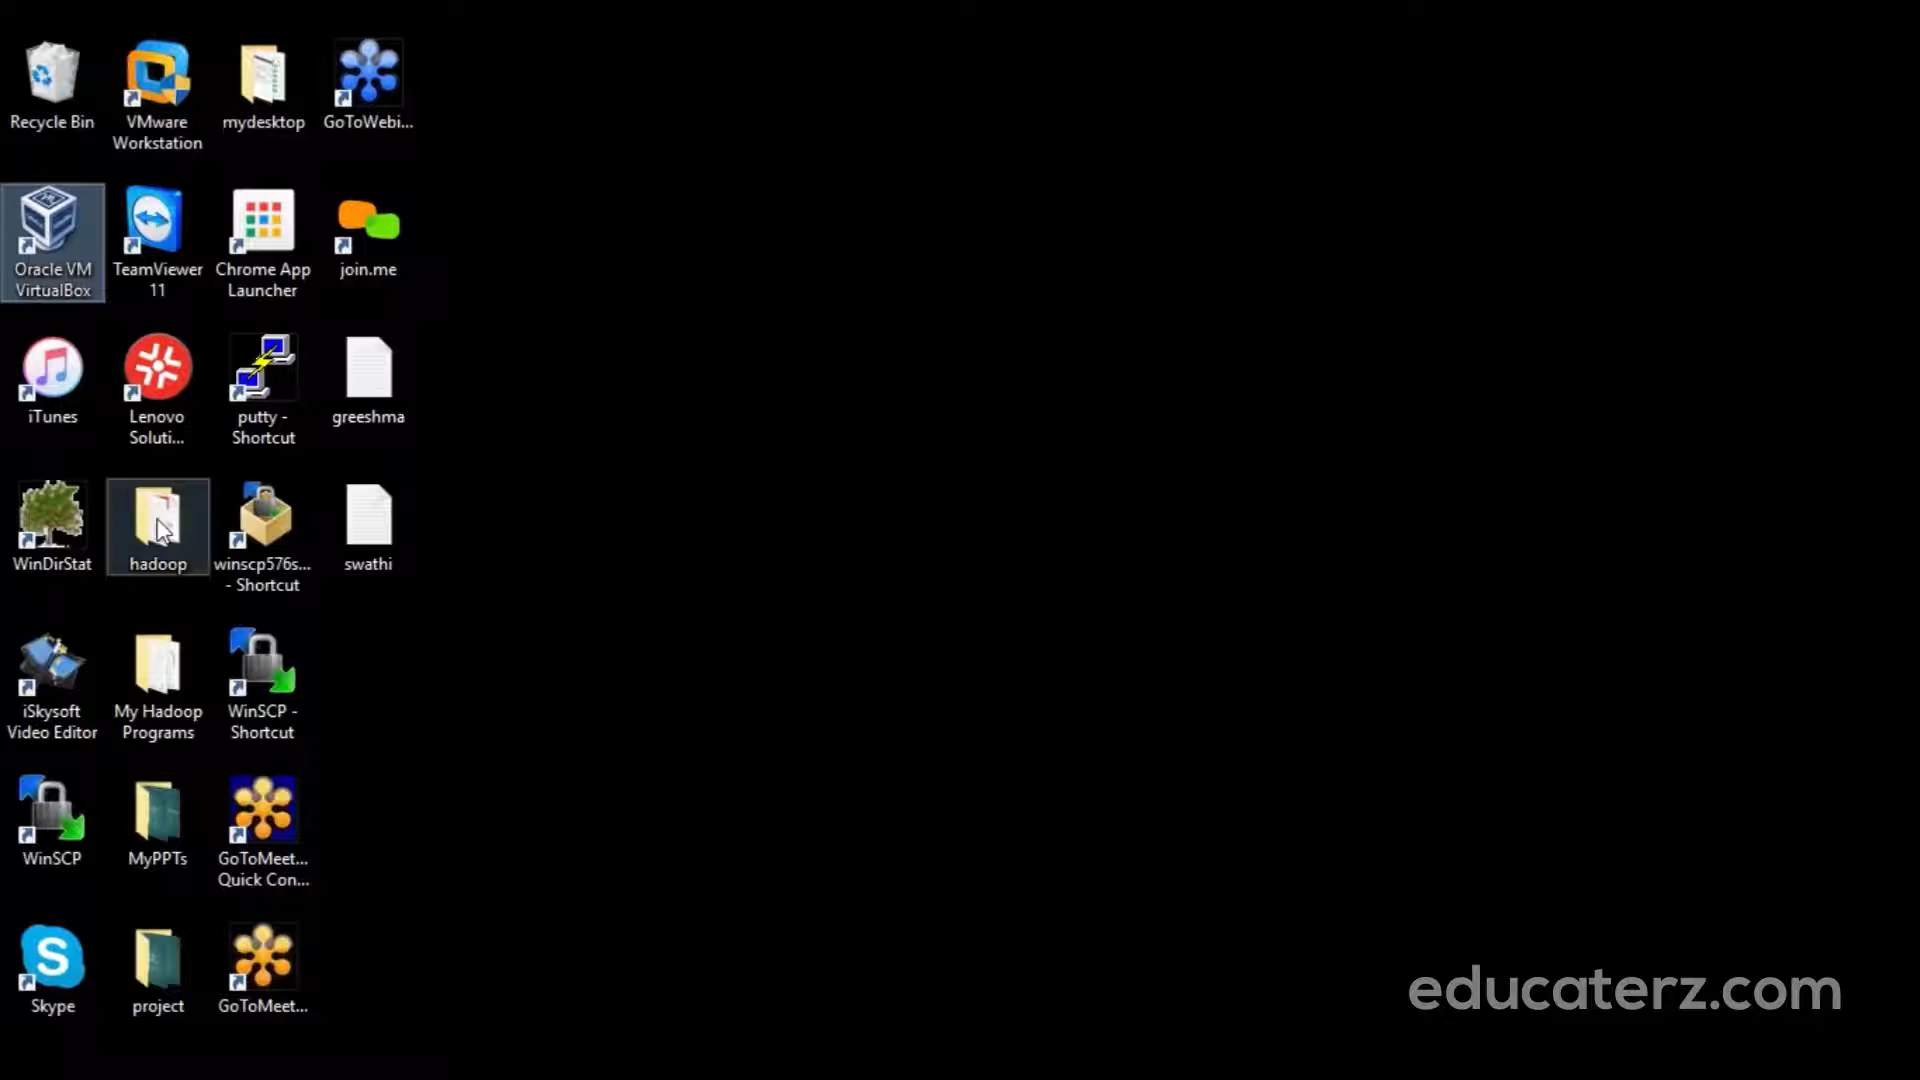 Recycle Bin
VMware
Workstation
mydesktop
GoToWebi...
Oracle VM
VirtualBox
TeamViewer
11
Chrome App
Launcher
join.me
iTunes
Lenovo
Soluti...
putty -
Shortcut
greeshma
WinDirStat
hadoop
winscp576s...
- Shortcut
swathi
iSkysoft
Video Editor
My Hadoop
Programs
WinSCP -
Shortcut
WinSCP
MyPPTs
GoToMeet...
Quick Con...
Skype
project
GoToMeet...
educaterz.com